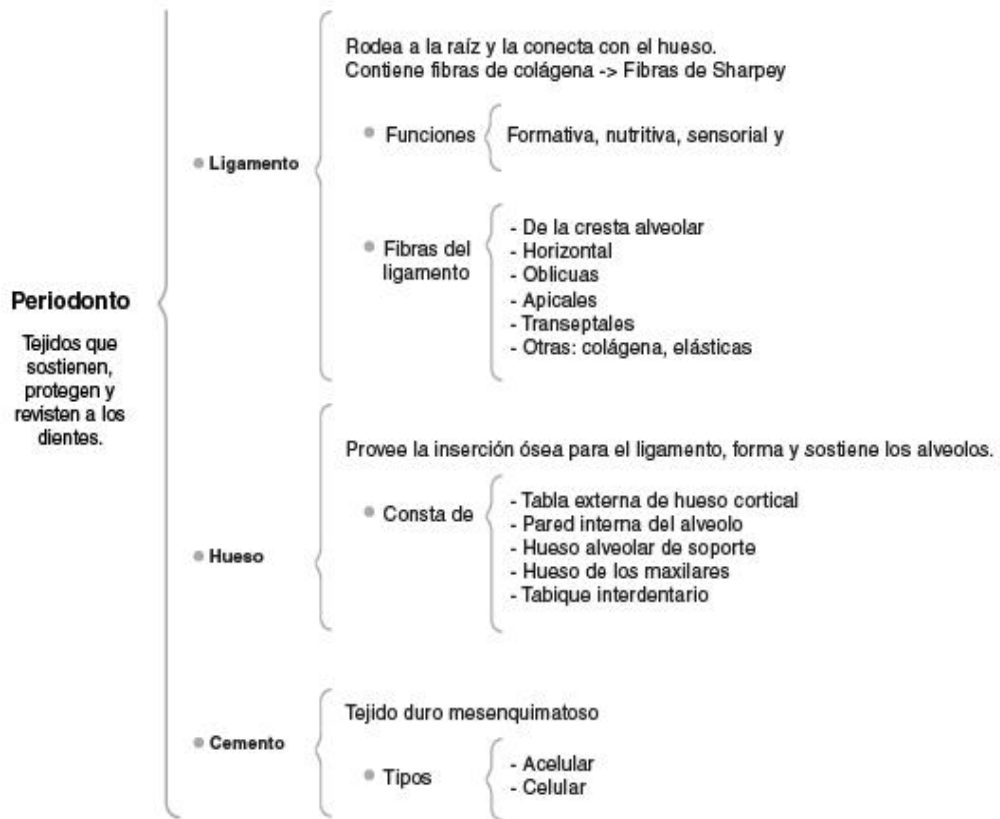 Periodonto
Tejidos que
sostienen,
protegen y
revisten a los
dientes.
Ligamento
Rodea a la raíz y la conecta con el hueso.
Contiene fibras de colágena -> Fibras de Sharpey
Funciones
Formativa, nutritiva, sensorial y
Fibras del
ligamento
- De la cresta alveolar
- Horizontal
- Oblicuas
- Apicales
- Transeptales
- Otras: colágena, elásticas
Hueso
Provee la inserción ósea para el ligamento, forma y sostiene los alveolos.
Consta de
- Tabla externa de hueso cortical
- Pared interna del alveolo
- Hueso alveolar de soporte
- Hueso de los maxilares
- Tabique interdentario
Cemento
Tejido duro mesenquimatoso
Tipos
- Acelular
- Celular